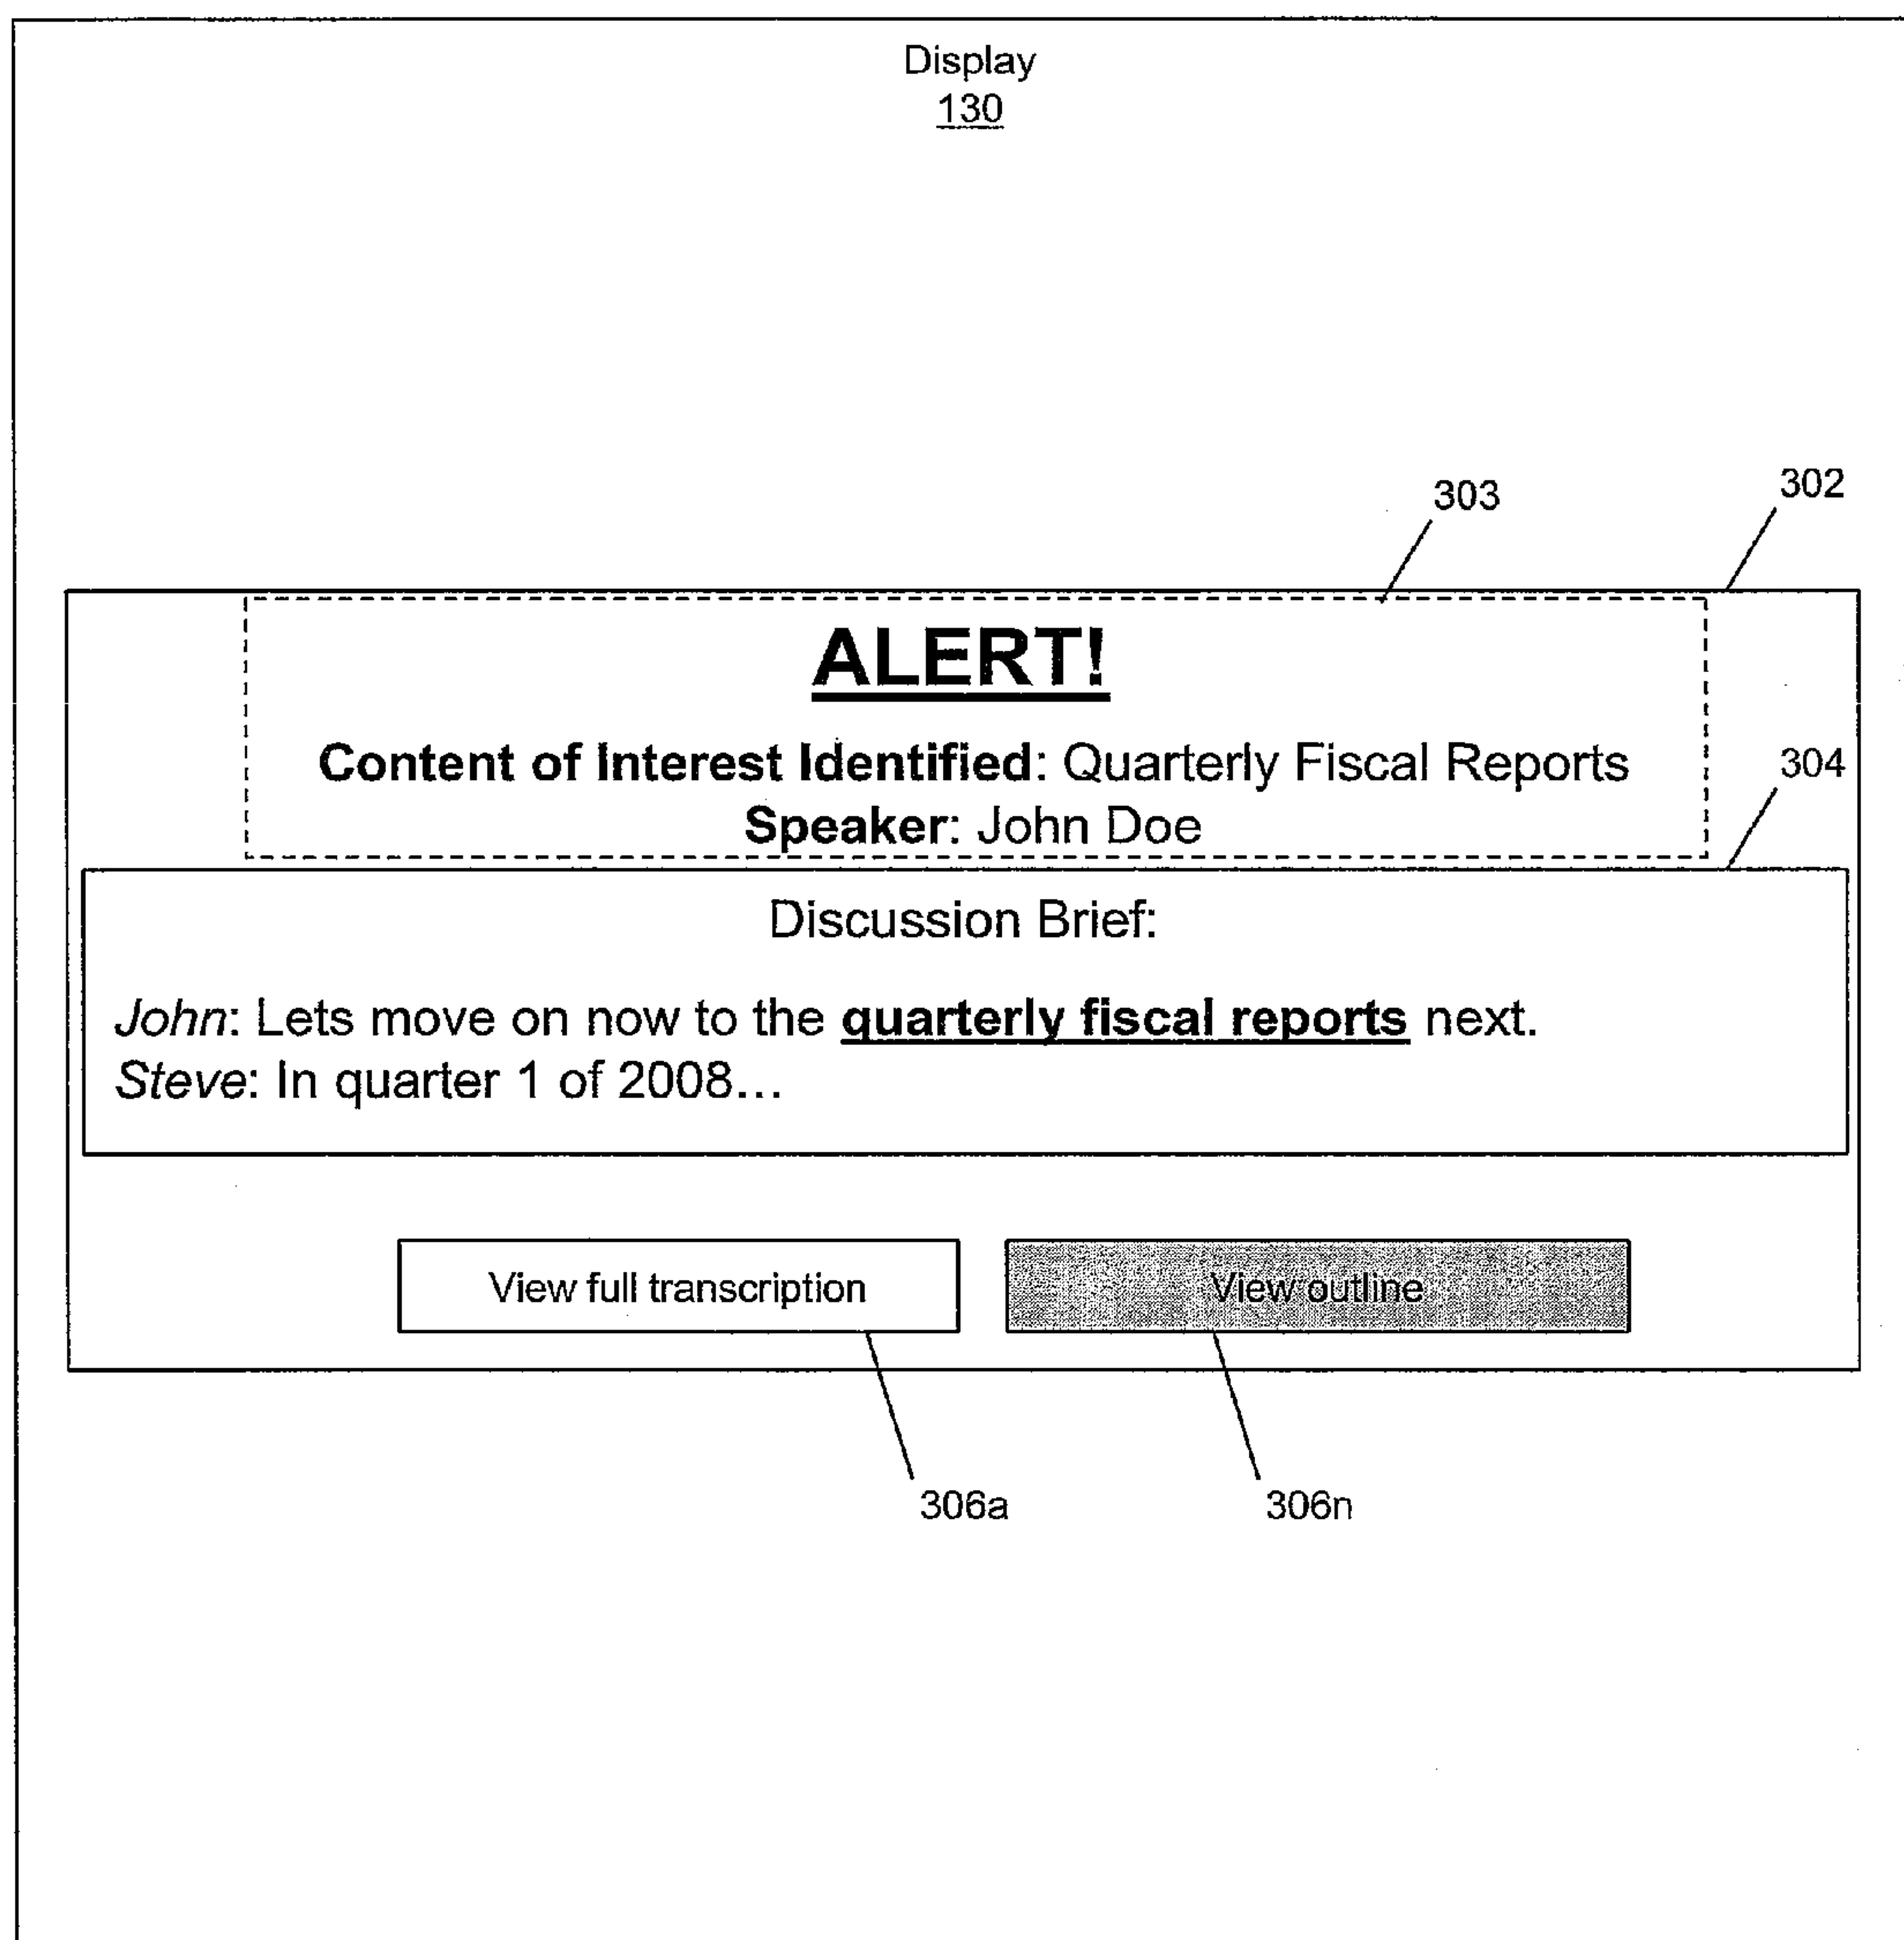 Display
130
303
302
ALERT!
Content of Interest Identified: Quarterly Fiscal Reports
304
Speaker: John Doe
Discussion Brief:
John: Lets move on now to the quarterly fiscal reports next.
Steve: In quarter 1 of 2008...
View full transcription
View outline
306a
306n